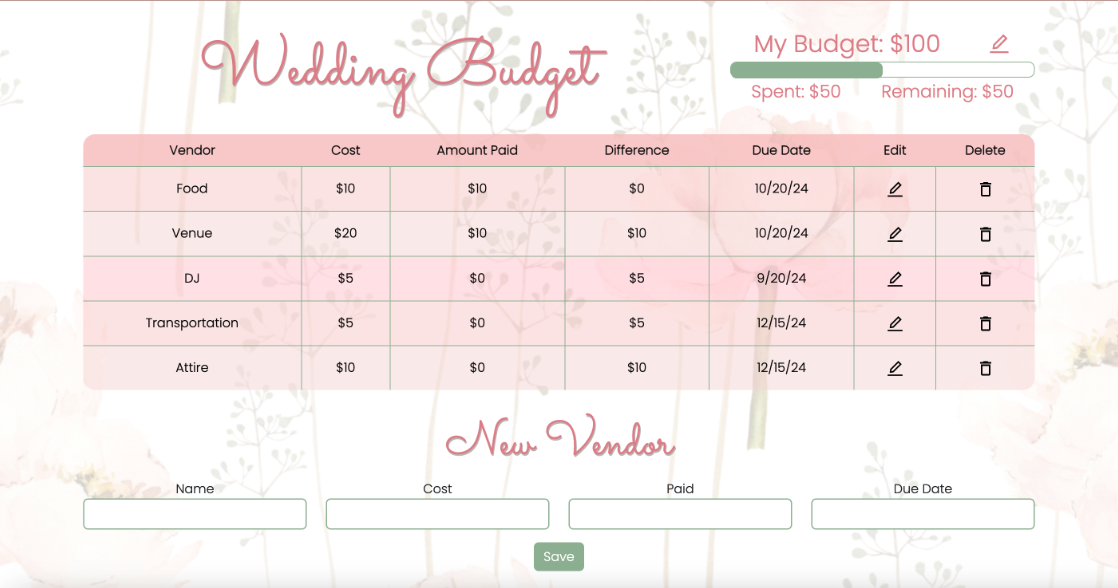 Wedding Budget
My Budget: $100
Spent: $50 Remaining: $50
Vendor Cost Amount Paid Difference Due Date Edit Delete
Food $10 $10 $0 10/20/24
Venue $20 $10 $10 10/20/24
DJ $5 $0 $5 9/20/24
Transportation $5 $0 $5 12/15/24
Attire $10 $0 $10 12/15/24
New Vendor
Name Cost Paid Due Date
Save